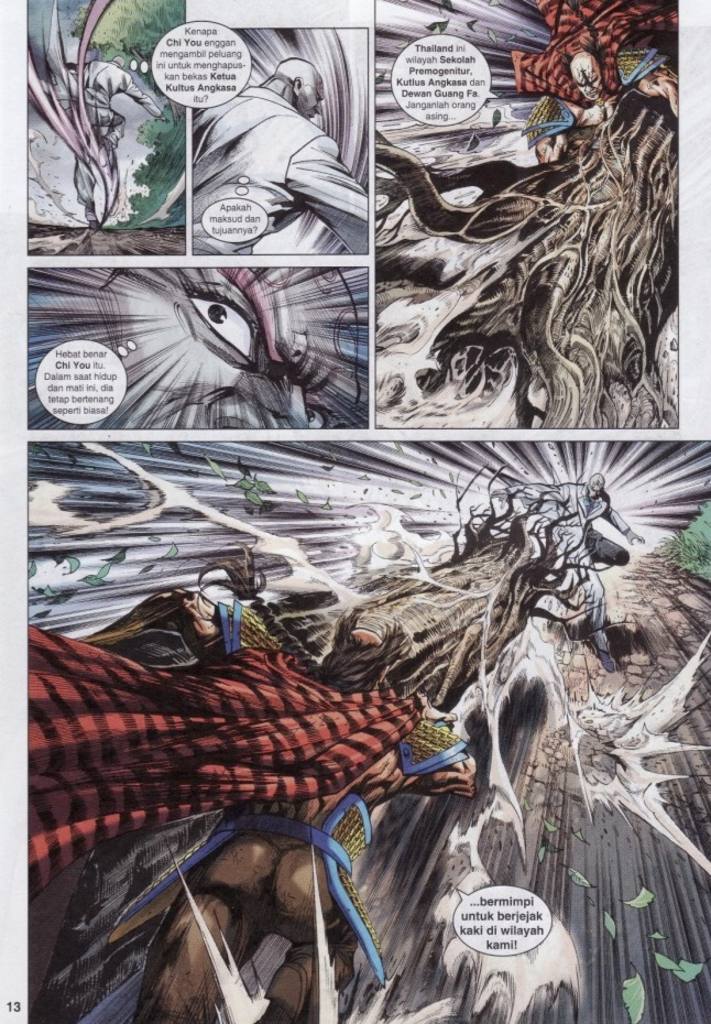 Kenapa
Chi You enggan
mengambil peluang
ini untuk menghapus-
kan bekas Ketua
Kultus Angkasa
itu?
Apakah
maksud dan
tujuannya?
Thailand ini
wilayah Sekolah
Premogenitur,
Kutlus Angkasa dan
Dewan Guang Fa.
Janganlah orang
asing...
Hebat benar
Chi You itu.
Dalam saat hidup
dan mati ini, dia
tetap bertenang
seperti biasa!
...bermimpi
untuk berjejak
kaki di wilayah
kami!
13